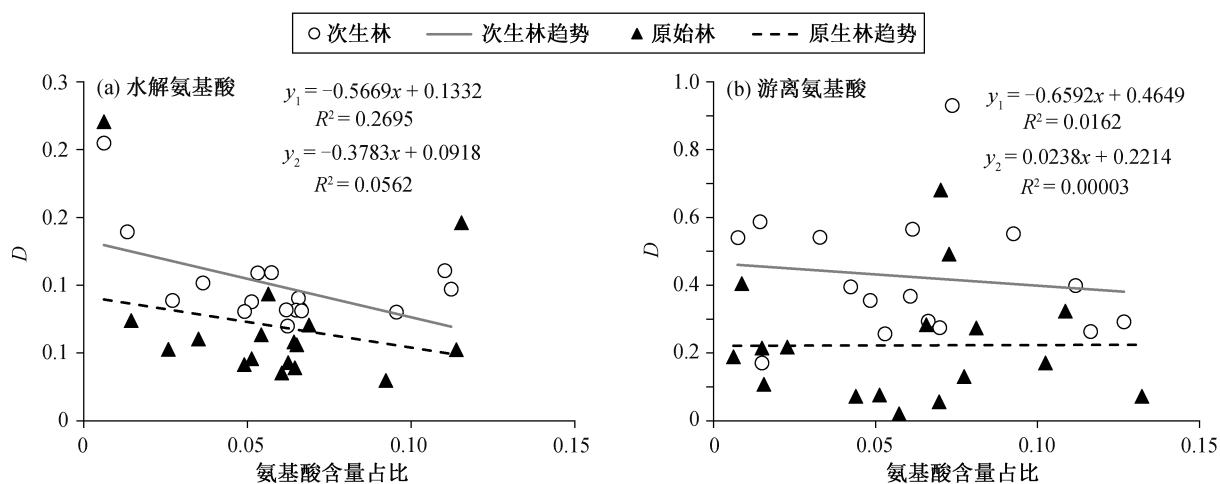 次生林 次生林趋势 原始林 原生林趋势
(a) 水解氨基酸
y₁=−0.5669x+0.1332
R²=0.2695
y₂=−0.3783x+0.0918
R²=0.0562
D
0.3
0.2
0.2
0.1
0.1
0
0 0.05 0.10 0.15
氨基酸含量占比
(b) 游离氨基酸
y₁=−0.6592x+0.4649
R²=0.0162
y₂=0.0238x+0.2214
R²=0.00003
D
1.0
0.8
0.6
0.4
0.2
0
0 0.05 0.10 0.15
氨基酸含量占比